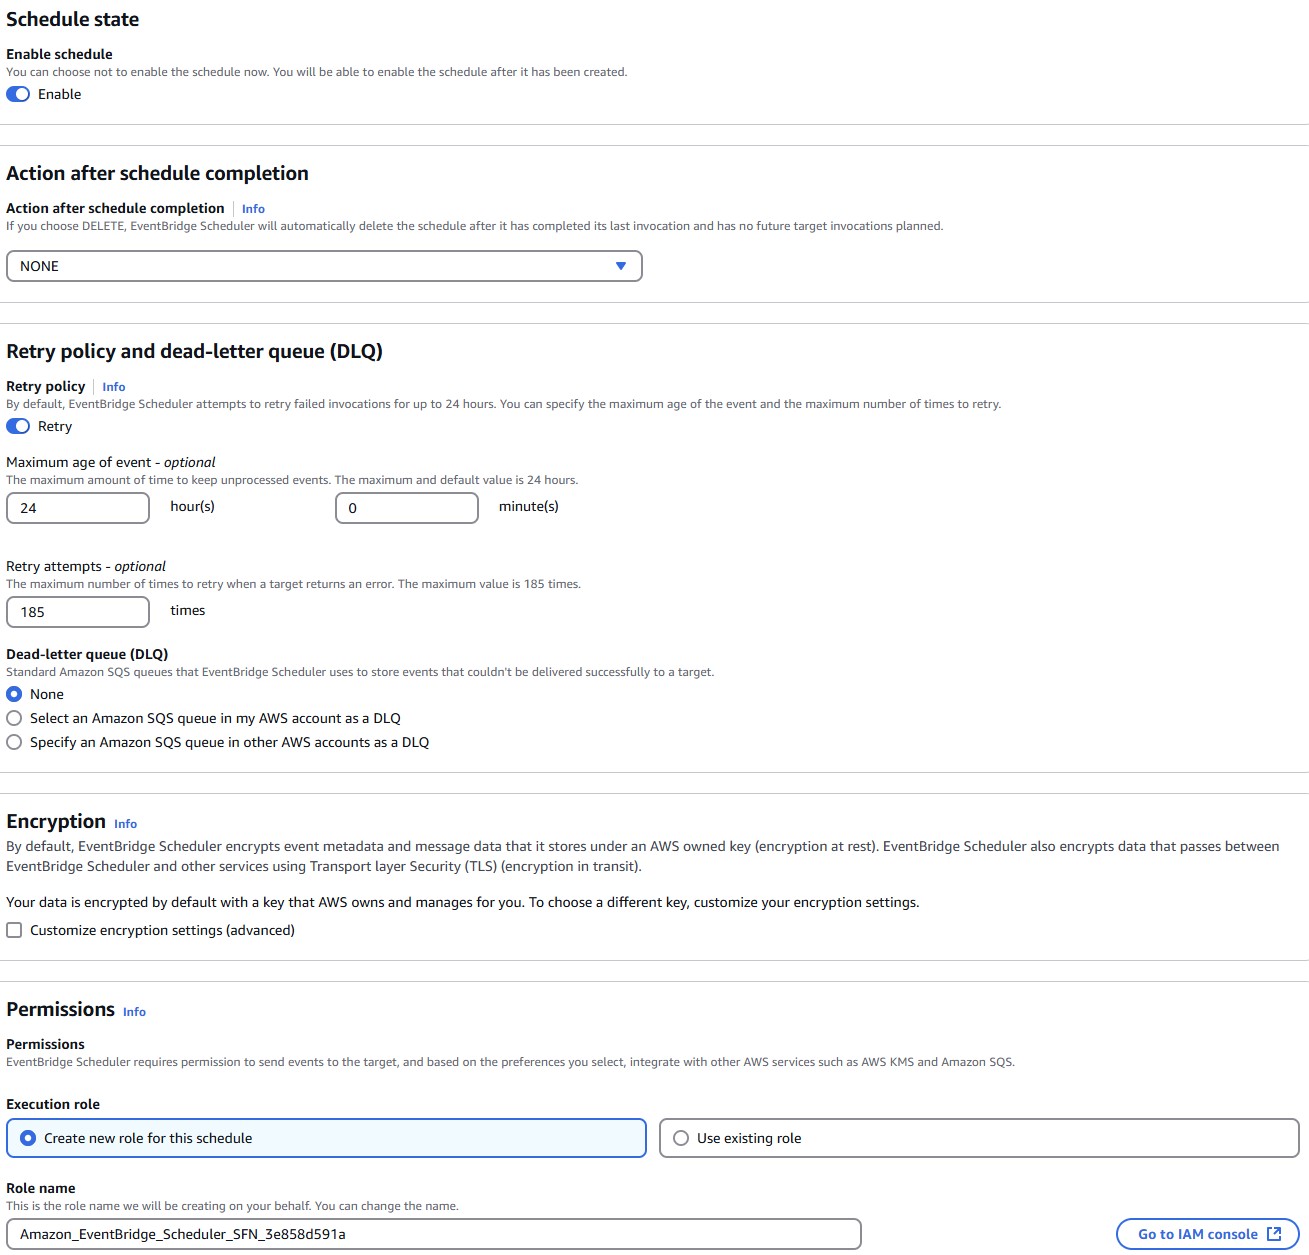 Schedule state
Enable schedule
You can choose not to enable the schedule now. You will be able to enable the schedule after it has been created.
Enable
Action after schedule completion
Action after schedule completion Info
If you choose DELETE, EventBridge Scheduler will automatically delete the schedule after it has completed its last invocation and has no future target invocations planned.
NONE
Retry policy and dead-letter queue (DLQ)
Retry policy Info
By default, EventBridge Scheduler attempts to retry failed invocations for up to 24 hours. You can specify the maximum age of the event and the maximum number of times to retry.
Retry
Maximum age of event - optional
The maximum amount of time to keep unprocessed events. The maximum and default value is 24 hours.
24 hour(s) 0 minute(s)
Retry attempts - optional
The maximum number of times to retry when a target returns an error. The maximum value is 185 times.
185 times
Dead-letter queue (DLQ)
Standard Amazon SQS queues that EventBridge Scheduler uses to store events that couldn't be delivered successfully to a target.
None
Select an Amazon SQS queue in my AWS account as a DLQ
Specify an Amazon SQS queue in other AWS accounts as a DLQ
Encryption Info
By default, EventBridge Scheduler encrypts event metadata and message data that it stores under an AWS owned key (encryption at rest). EventBridge Scheduler also encrypts data that passes between
EventBridge Scheduler and other services using Transport layer Security (TLS) (encryption in transit).
Your data is encrypted by default with a key that AWS owns and manages for you. To choose a different key, customize your encryption settings.
Customize encryption settings (advanced)
Permissions Info
Permissions
EventBridge Scheduler requires permission to send events to the target, and based on the preferences you select, integrate with other AWS services such as AWS KMS and Amazon SQS.
Execution role
Create new role for this schedule Use existing role
Role name
This is the role name we will be creating on your behalf. You can change the name.
Amazon_EventBridge_Scheduler_SFN_3e858d591a Go to IAM console